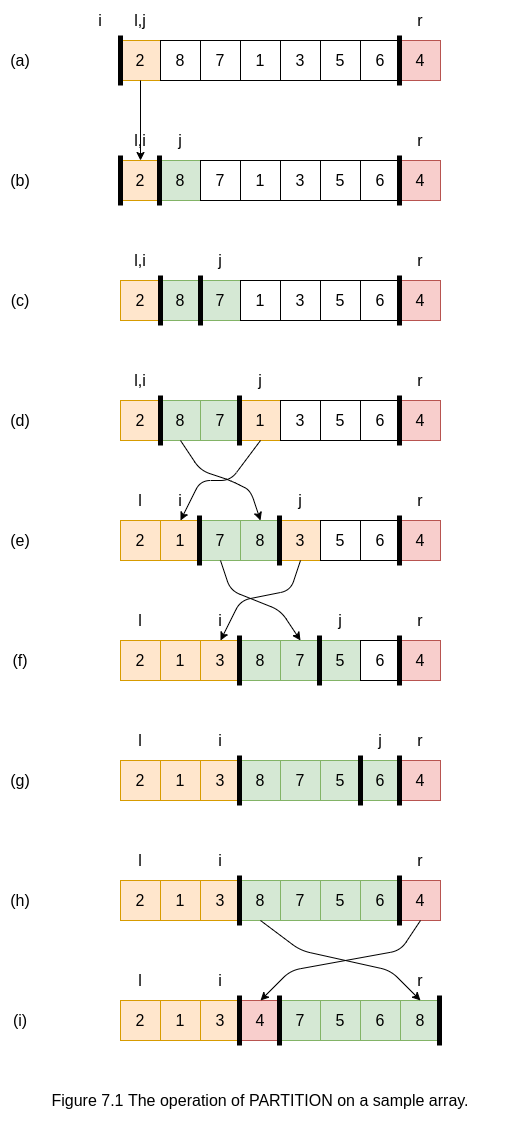 i l,j r
(a) 2 8 7 1 3 5 6 4
l,i j r
(b) 2 8 7 1 3 5 6 4
l,i j r
(c) 2 8 7 1 3 5 6 4
l,i j r
(d) 2 8 7 1 3 5 6 4
l i j r
(e) 2 1 7 8 3 5 6 4
l i j r
(f) 2 1 3 8 7 5 6 4
l i j r
(g) 2 1 3 8 7 5 6 4
l i r
(h) 2 1 3 8 7 5 6 4
l i r
(i) 2 1 3 4 7 5 6 8
Figure 7.1 The operation of PARTITION on a sample array.